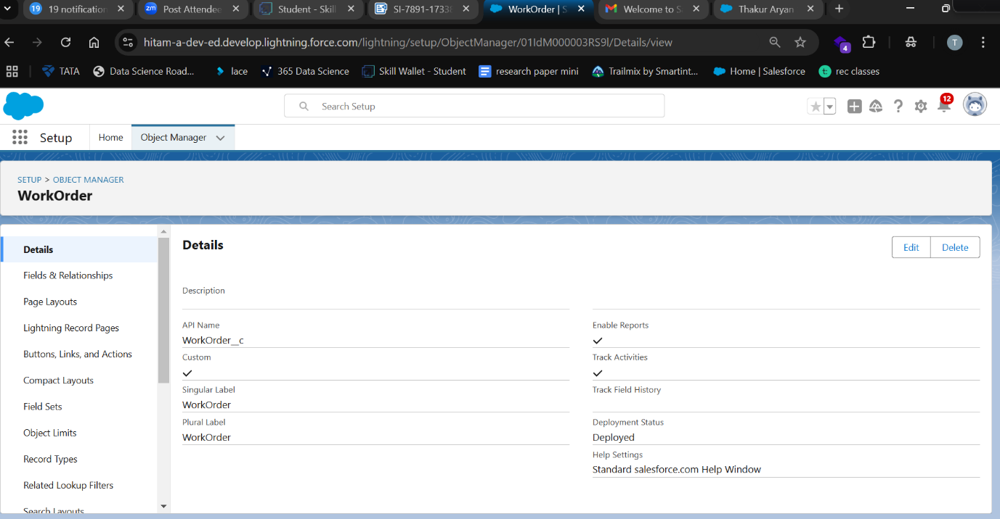 19 19 notification
zm Post Attendee
Student - Skill
SI-7891-1733
WorkOrder | S
Welcome to S
Thakur Aryan
hitam-a-dev-ed.develop.lightning.force.com/lightning/setup/ObjectManager/01IdM000003RS9l/Details/view
4
T
TATA
Data Science Road...
lace
365 Data Science
Skill Wallet - Student
research paper mini
Trailmix by Smartint...
Home | Salesforce
rec classes
Search Setup
12
Setup
Home
Object Manager
SETUP > OBJECT MANAGER
WorkOrder
Details
Fields & Relationships
Page Layouts
Lightning Record Pages
Buttons, Links, and Actions
Compact Layouts
Field Sets
Object Limits
Record Types
Related Lookup Filters
Search Layouts
Details
Edit
Delete
Description
API Name
WorkOrder__c
Custom
Singular Label
WorkOrder
Plural Label
WorkOrder
Enable Reports
Track Activities
Track Field History
Deployment Status
Deployed
Help Settings
Standard salesforce.com Help Window